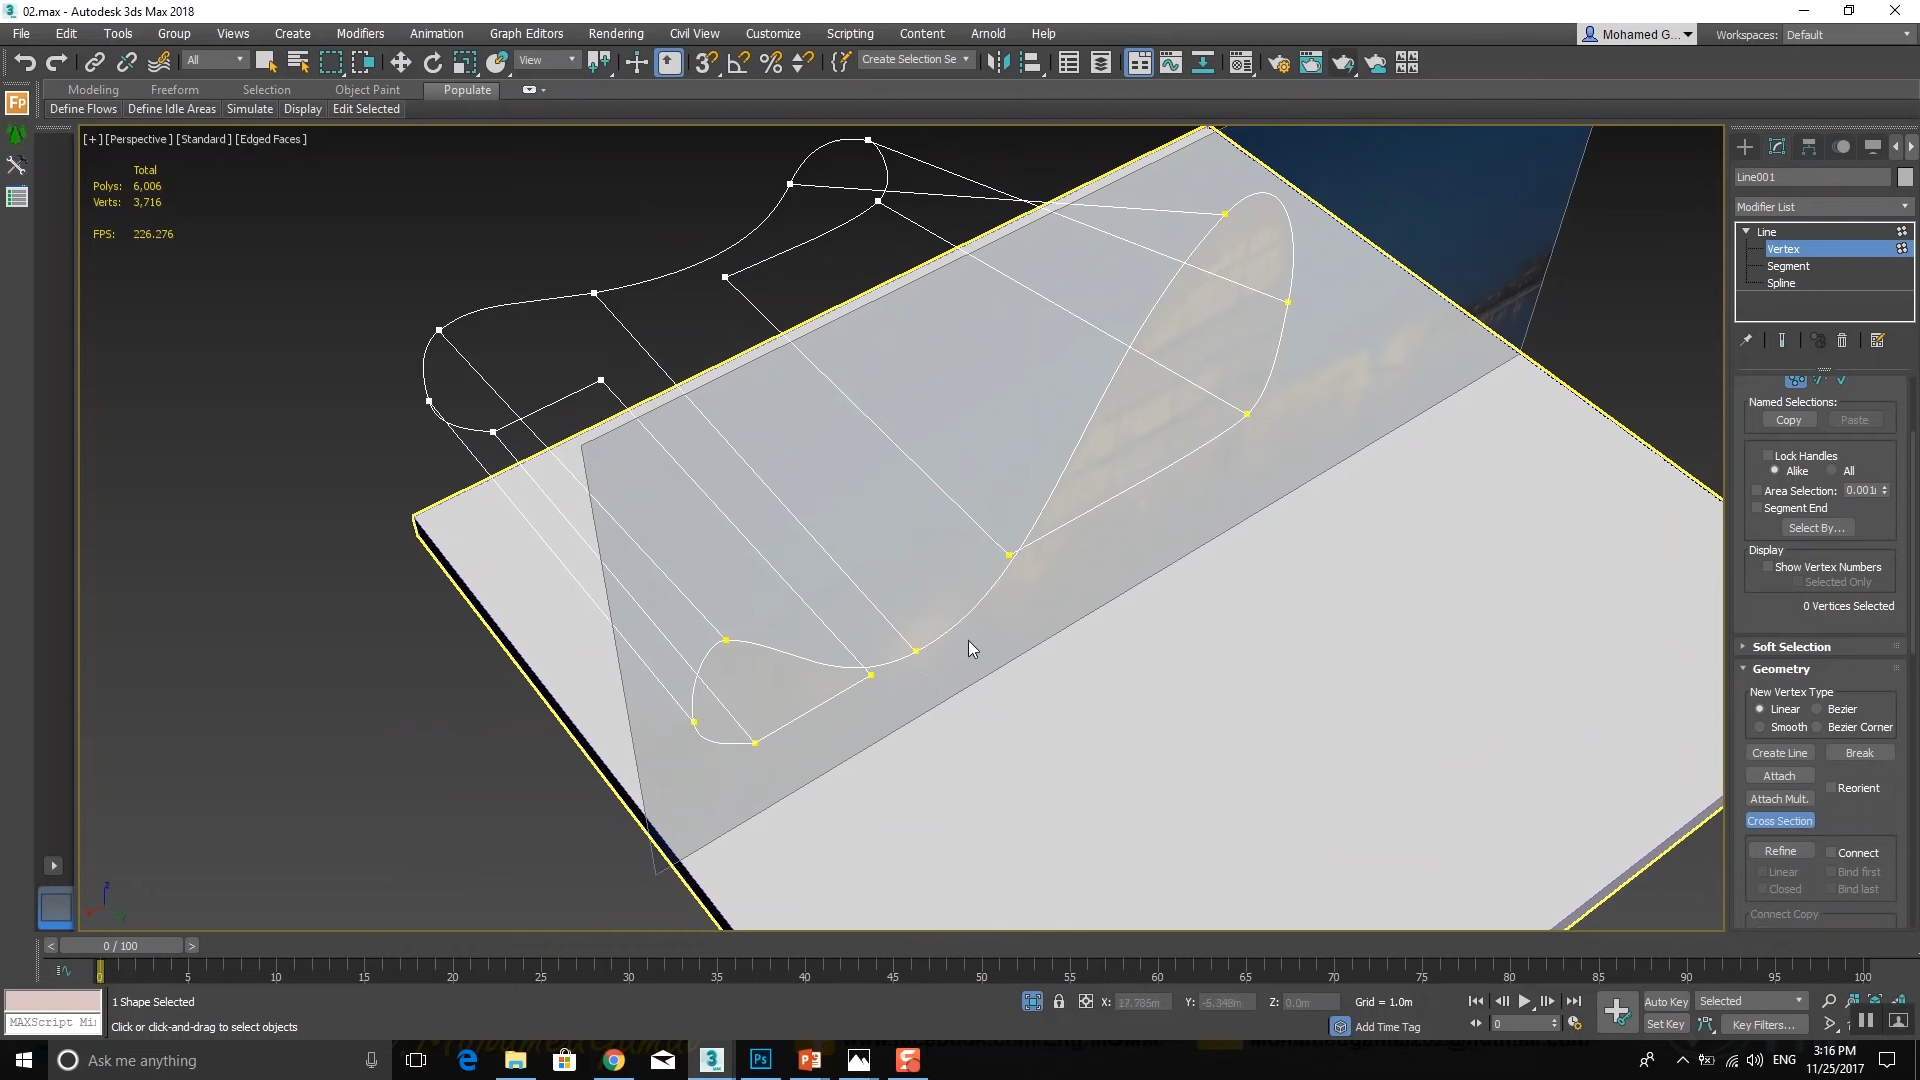 02.max - Autodesk 3ds Max 2018
File Edit Tools Group Views Create Modifiers Animation Graph Editors Rendering Civil View Customize Scripting Content Arnold Help
Mohamed G... Workspaces: Default
All View Create Selection Se
Modeling Freeform Selection Object Paint Populate
Define Flows Define Idle Areas Simulate Display Edit Selected
[+] [Perspective] [Standard] [Edged Faces]
Total
Polys: 6,006
Verts: 3,716
FPS: 226.276
Line001
Modifier List
Line
Vertex
Segment
Spline
Named Selections:
Copy Paste
Lock Handles
Alike All
Area Selection: 0.001
Segment End
Select By...
Display
Show Vertex Numbers
Selected Only
0 Vertices Selected
Soft Selection
Geometry
New Vertex Type
Linear Bezier
Smooth Bezier Corner
Create Line Break
Attach
Reorient
Attach Mult.
Cross Section
Refine Connect
Linear Bind first
Closed Bind last
Connect Copy
0 / 100
0 5 10 15 20 25 30 35 40 45 50 55 60 65 70 75 80 85 90 95 100
1 Shape Selected
X: 17.786m Y: -5.348m Z: 0.0m Grid = 1.0m
Auto Key Selected
MAXScript Mi
Click or click-and-drag to select objects
Add Time Tag
0
Set Key Key Filters...
Ask me anything
ENG
3:16 PM
11/25/2017